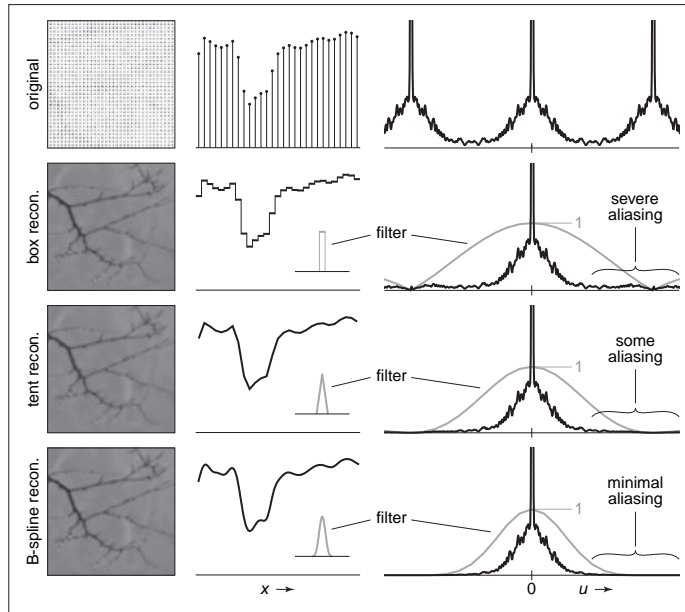 original
box recon.
filter
1
severe
aliasing
tent recon.
filter
1
some
aliasing
B-spline recon.
filter
1
minimal
aliasing
x →
0
u →